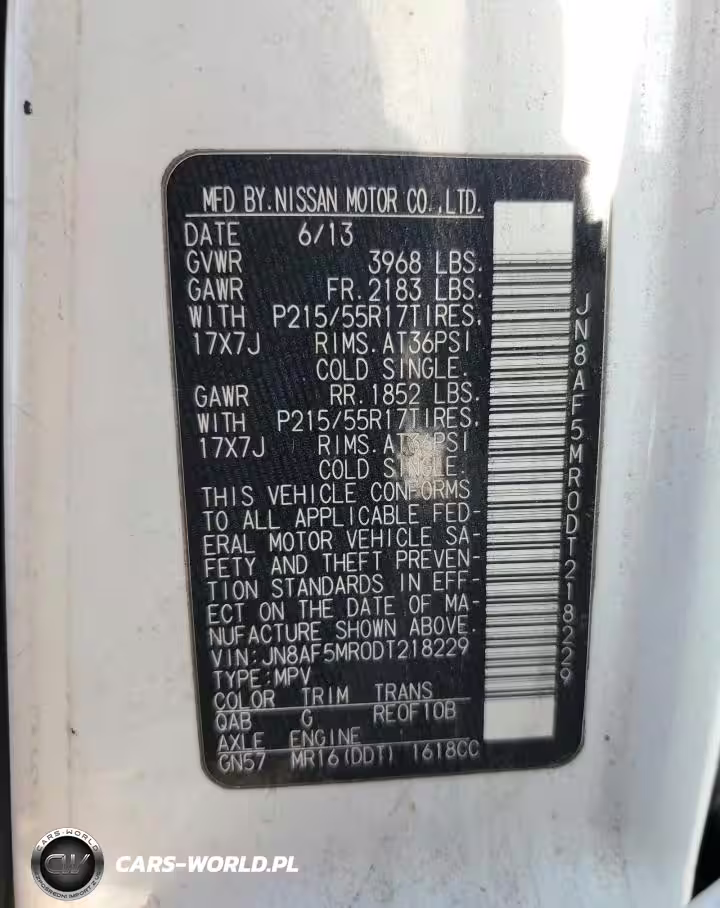 MFD BY.NISSAN MOTOR CO.,LTD.
DATE 6/13
GVWR 3968 LBS.
GAWR FR.2183 LBS.
WITH P215/55R17TIRES,
17X7J RIMS.AT36PSI
COLD SINGLE.
GAWR RR.1852 LBS.
WITH P215/55R17TIRES,
17X7J RIMS.AT36PSI
COLD SINGLE.
THIS VEHICLE CONFORMS
TO ALL APPLICABLE FED-
ERAL MOTOR VEHICLE SA-
FETY AND THEFT PREVEN-
TION STANDARDS IN EFF-
ECT ON THE DATE OF MA-
NUFACTURE SHOWN ABOVE.
VIN:JN8AF5MR0DT218229
TYPE:MPV
COLOR TRIM TRANS
QAB G RE0F10B
AXLE ENGINE
GN57 MR16(DDT) 1618CC
JN8AF5MR0DT218229
CARS-WORLD
CW
CARS-WORLD.PL